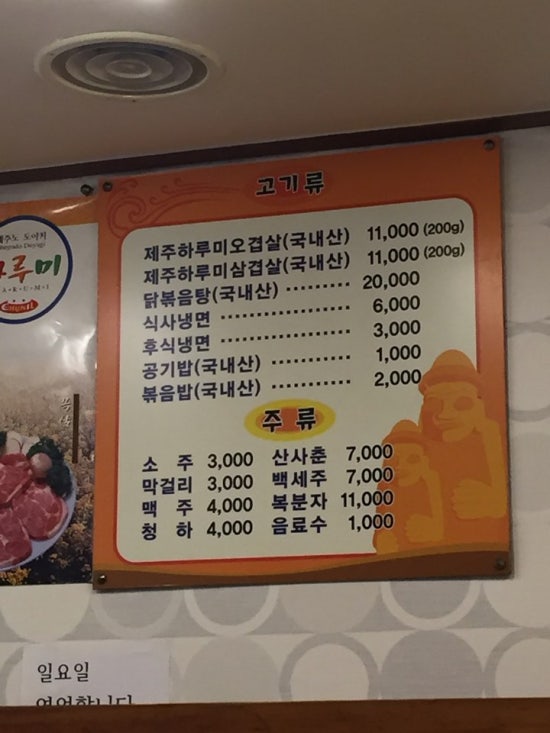 고기류
제주하루미오겹살(국내산) 11,000 (200g)
제주하루미삼겹살(국내산) 11,000 (200g)
닭볶음탕(국내산) ·········· 20,000
식사냉면 ···················· 6,000
후식냉면 ···················· 3,000
공기밥(국내산) ············· 1,000
볶음밥(국내산) ············· 2,000
주 류
소 주 3,000 산사춘 7,000
막걸리 3,000 백세주 7,000
맥 주 4,000 복분자 11,000
청 하 4,000 음료수 1,000
루미
일요일
영업합니다